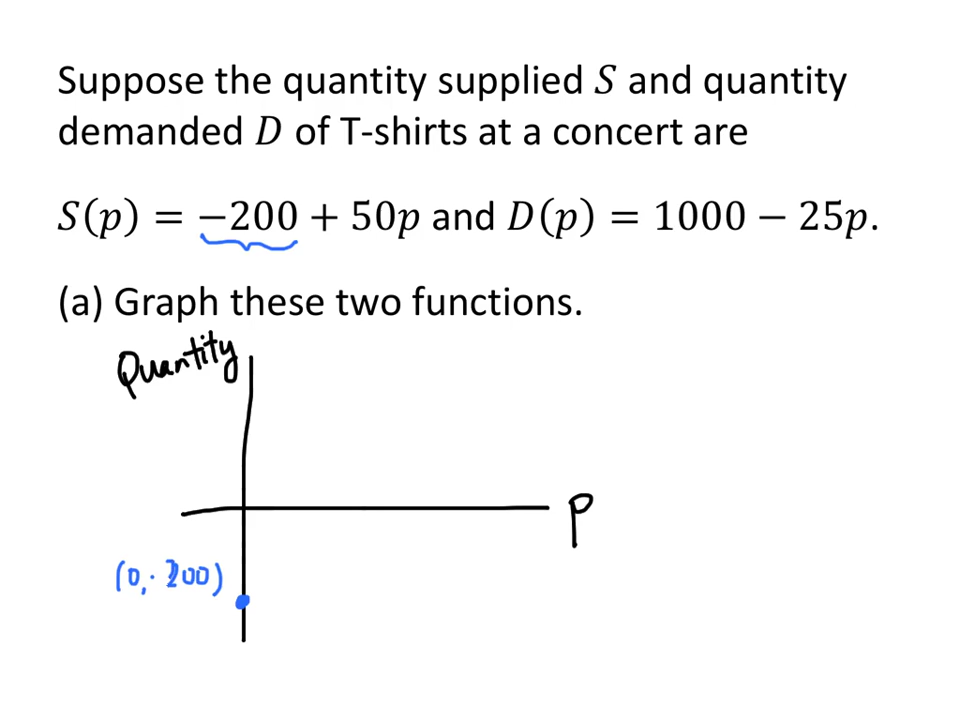 Suppose the quantity supplied S and quantity
demanded D of T-shirts at a concert are
S(p) = −200 + 50p and D(p) = 1000 − 25p.
(a) Graph these two functions.
Quantity
P
(0,-200)